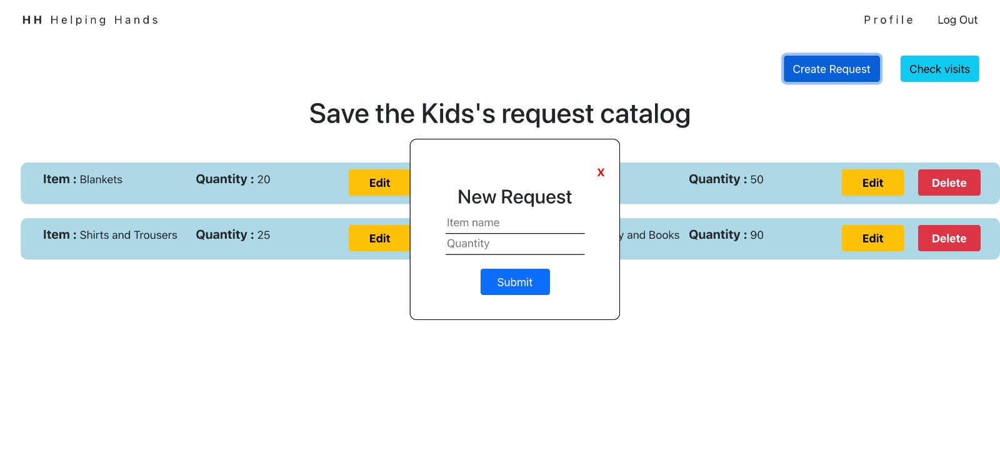 HH Helping Hands Profile Log Out
Create Request Check visits
Save the Kids's request catalog
Item : Blankets Quantity : 20 Edit Quantity : 50 Edit Delete
Item : Shirts and Trousers Quantity : 25 Edit and Books Quantity : 90 Edit Delete
X
New Request
Item name
Quantity
Submit